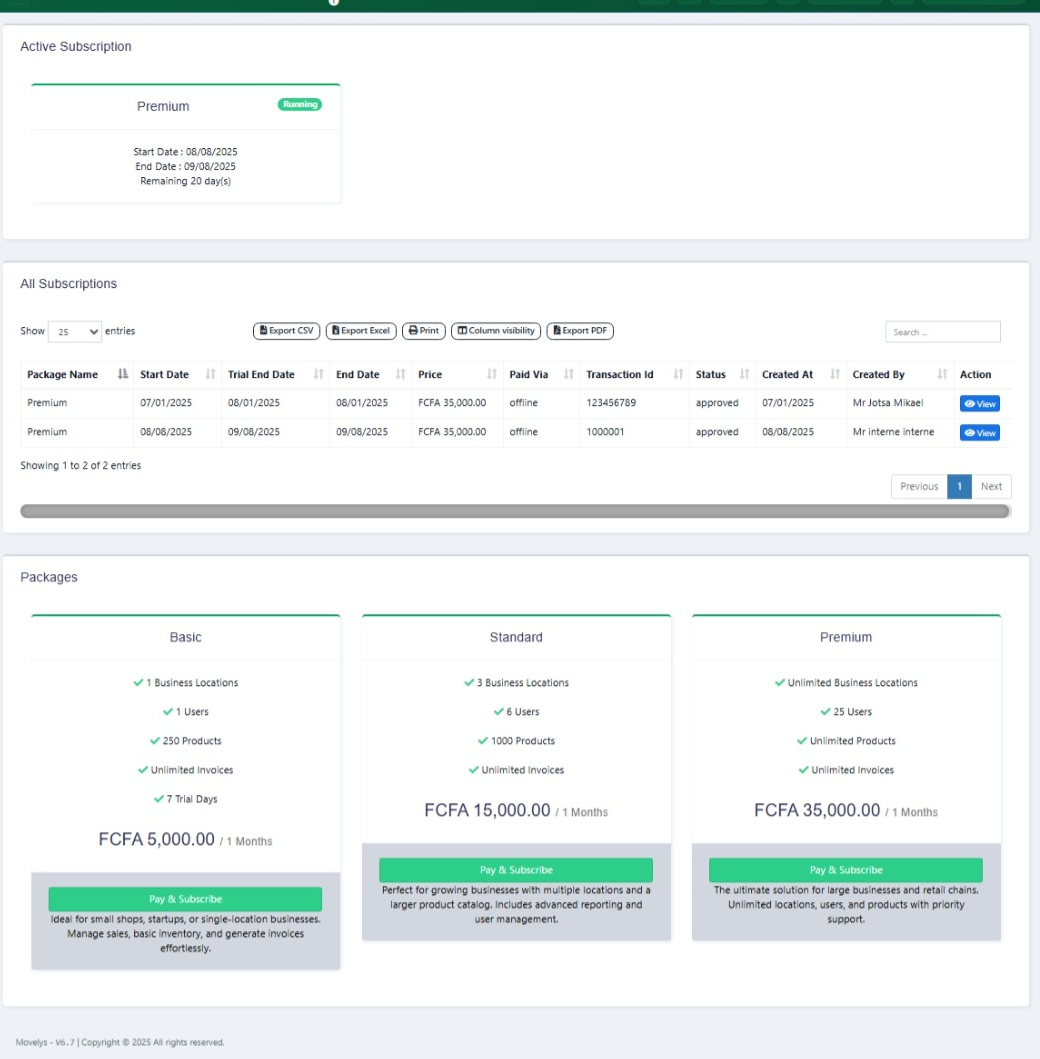 Active Subscription
Premium
Running
Start Date : 08/08/2025
End Date : 09/08/2025
Remaining 20 day(s)
All Subscriptions
Show 25 entries
Export CSV Export Excel Print Column visibility Export PDF
Search ...
Package Name Start Date Trial End Date End Date Price Paid Via Transaction Id Status Created At Created By Action
Premium 07/01/2025 08/01/2025 08/01/2025 FCFA 35,000.00 offline 123456789 approved 07/01/2025 Mr Jotsa Mikael View
Premium 08/08/2025 09/08/2025 09/08/2025 FCFA 35,000.00 offline 1000001 approved 08/08/2025 Mr interne interne View
Showing 1 to 2 of 2 entries
Previous 1 Next
Packages
Basic
1 Business Locations
1 Users
250 Products
Unlimited Invoices
7 Trial Days
FCFA 5,000.00 / 1 Months
Pay & Subscribe
Ideal for small shops, startups, or single-location businesses.
Manage sales, basic inventory, and generate invoices
effortlessly.
Standard
3 Business Locations
6 Users
1000 Products
Unlimited Invoices
FCFA 15,000.00 / 1 Months
Pay & Subscribe
Perfect for growing businesses with multiple locations and a
larger product catalog. Includes advanced reporting and
user management.
Premium
Unlimited Business Locations
25 Users
Unlimited Products
Unlimited Invoices
FCFA 35,000.00 / 1 Months
Pay & Subscribe
The ultimate solution for large businesses and retail chains.
Unlimited locations, users, and products with priority
support.
Movelys - V6.7 | Copyright © 2025 All rights reserved.